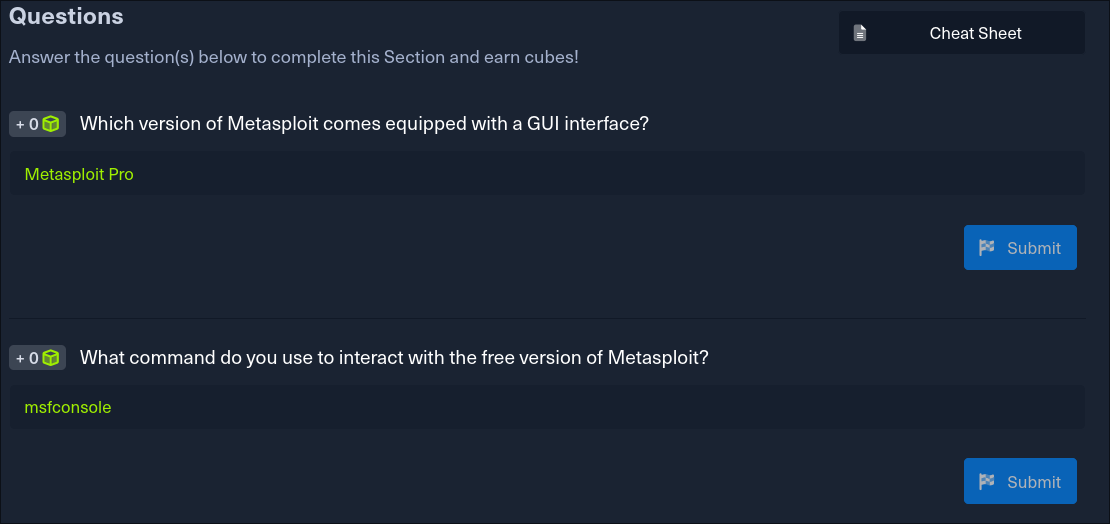 Questions
Cheat Sheet
Answer the question(s) below to complete this Section and earn cubes!
+ 0 Which version of Metasploit comes equipped with a GUI interface?
Metasploit Pro
Submit
+ 0 What command do you use to interact with the free version of Metasploit?
msfconsole
Submit